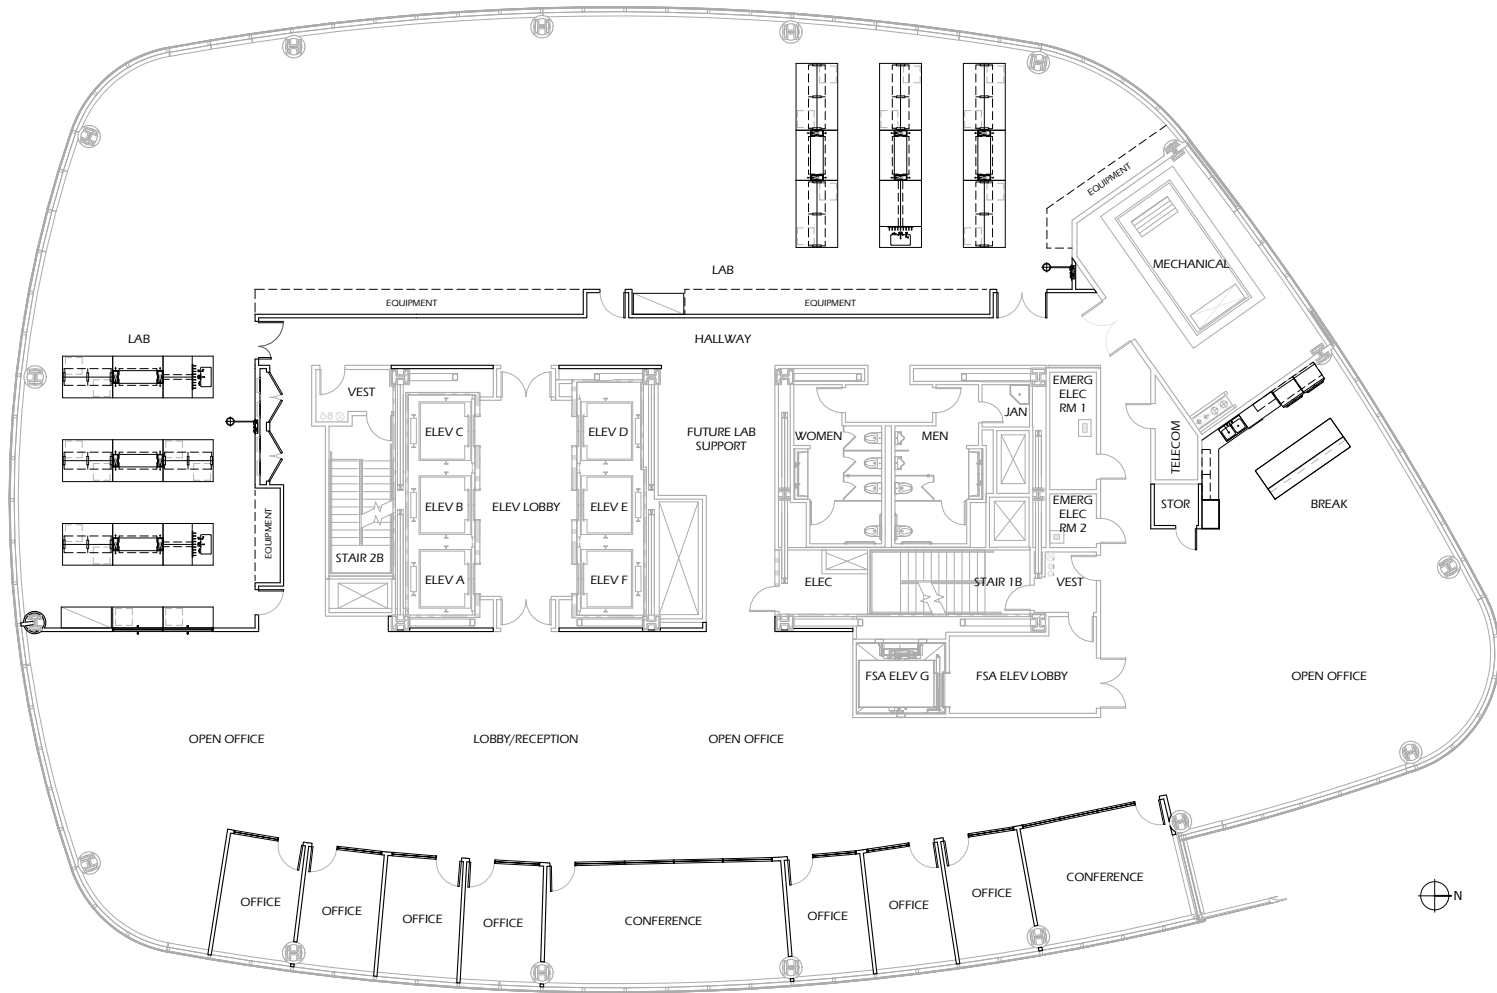 EQUIPMENT
MECHANICAL
LAB
EQUIPMENT
EQUIPMENT
LAB
HALLWAY
VEST
EMERG
ELEC
RM 1
JAN
ELEV C
ELEV D
FUTURE LAB
SUPPORT
WOMEN
MEN
TELECOM
ELEV B
ELEV LOBBY
ELEV E
EMERG
ELEC
RM 2
STOR
BREAK
EQUIPMENT
STAIR 2B
ELEV A
ELEV F
ELEC
STAIR 1B
VEST
FSA ELEV G
FSA ELEV LOBBY
OPEN OFFICE
OPEN OFFICE
LOBBY/RECEPTION
OPEN OFFICE
OFFICE
OFFICE
OFFICE
OFFICE
CONFERENCE
OFFICE
OFFICE
OFFICE
CONFERENCE
N